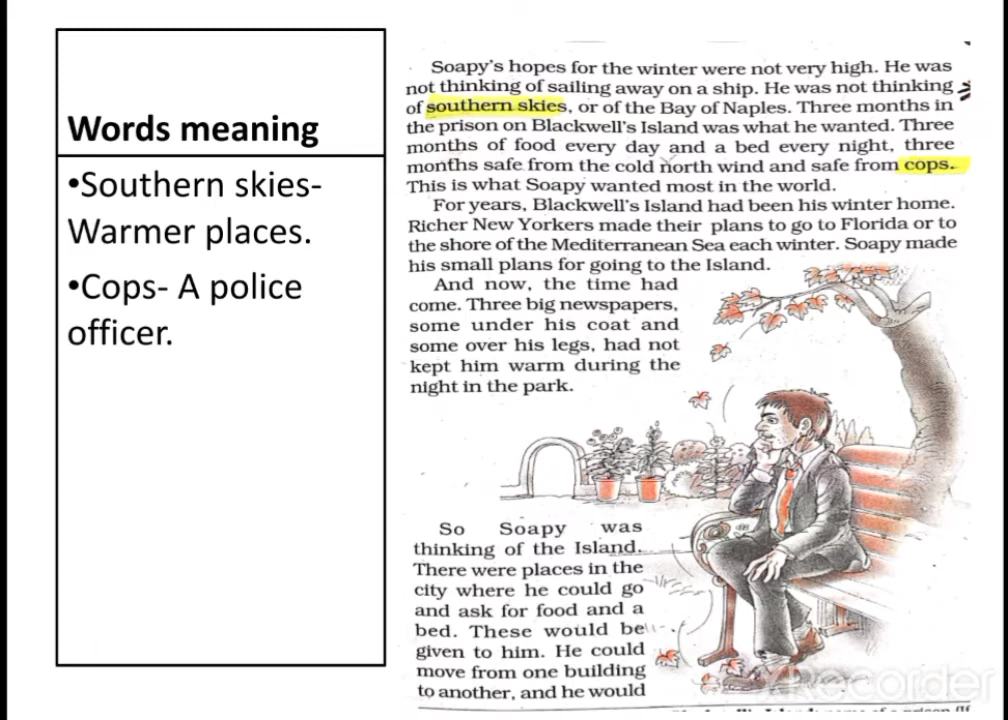 Words meaning
•Southern skies-
Warmer places.
•Cops- A police
officer.
Soapy's hopes for the winter were not very high. He was
not thinking of sailing away on a ship. He was not thinking
of southern skies, or of the Bay of Naples. Three months in
the prison on Blackwell's Island was what he wanted. Three
months of food every day and a bed every night, three
months safe from the cold north wind and safe from cops.
This is what Soapy wanted most in the world.
For years, Blackwell's Island had been his winter home.
Richer New Yorkers made their plans to go to Florida or to
the shore of the Mediterranean Sea each winter. Soapy made
his small plans for going to the Island.
And now, the time had
come. Three big newspapers,
some under his coat and
some over his legs, had not
kept him warm during the
night in the park.
So Soapy was
thinking of the Island.
There were places in the
city where he could go
and ask for food and a
bed. These would be
given to him. He could
move from one building
to another, and he would
XRecorder